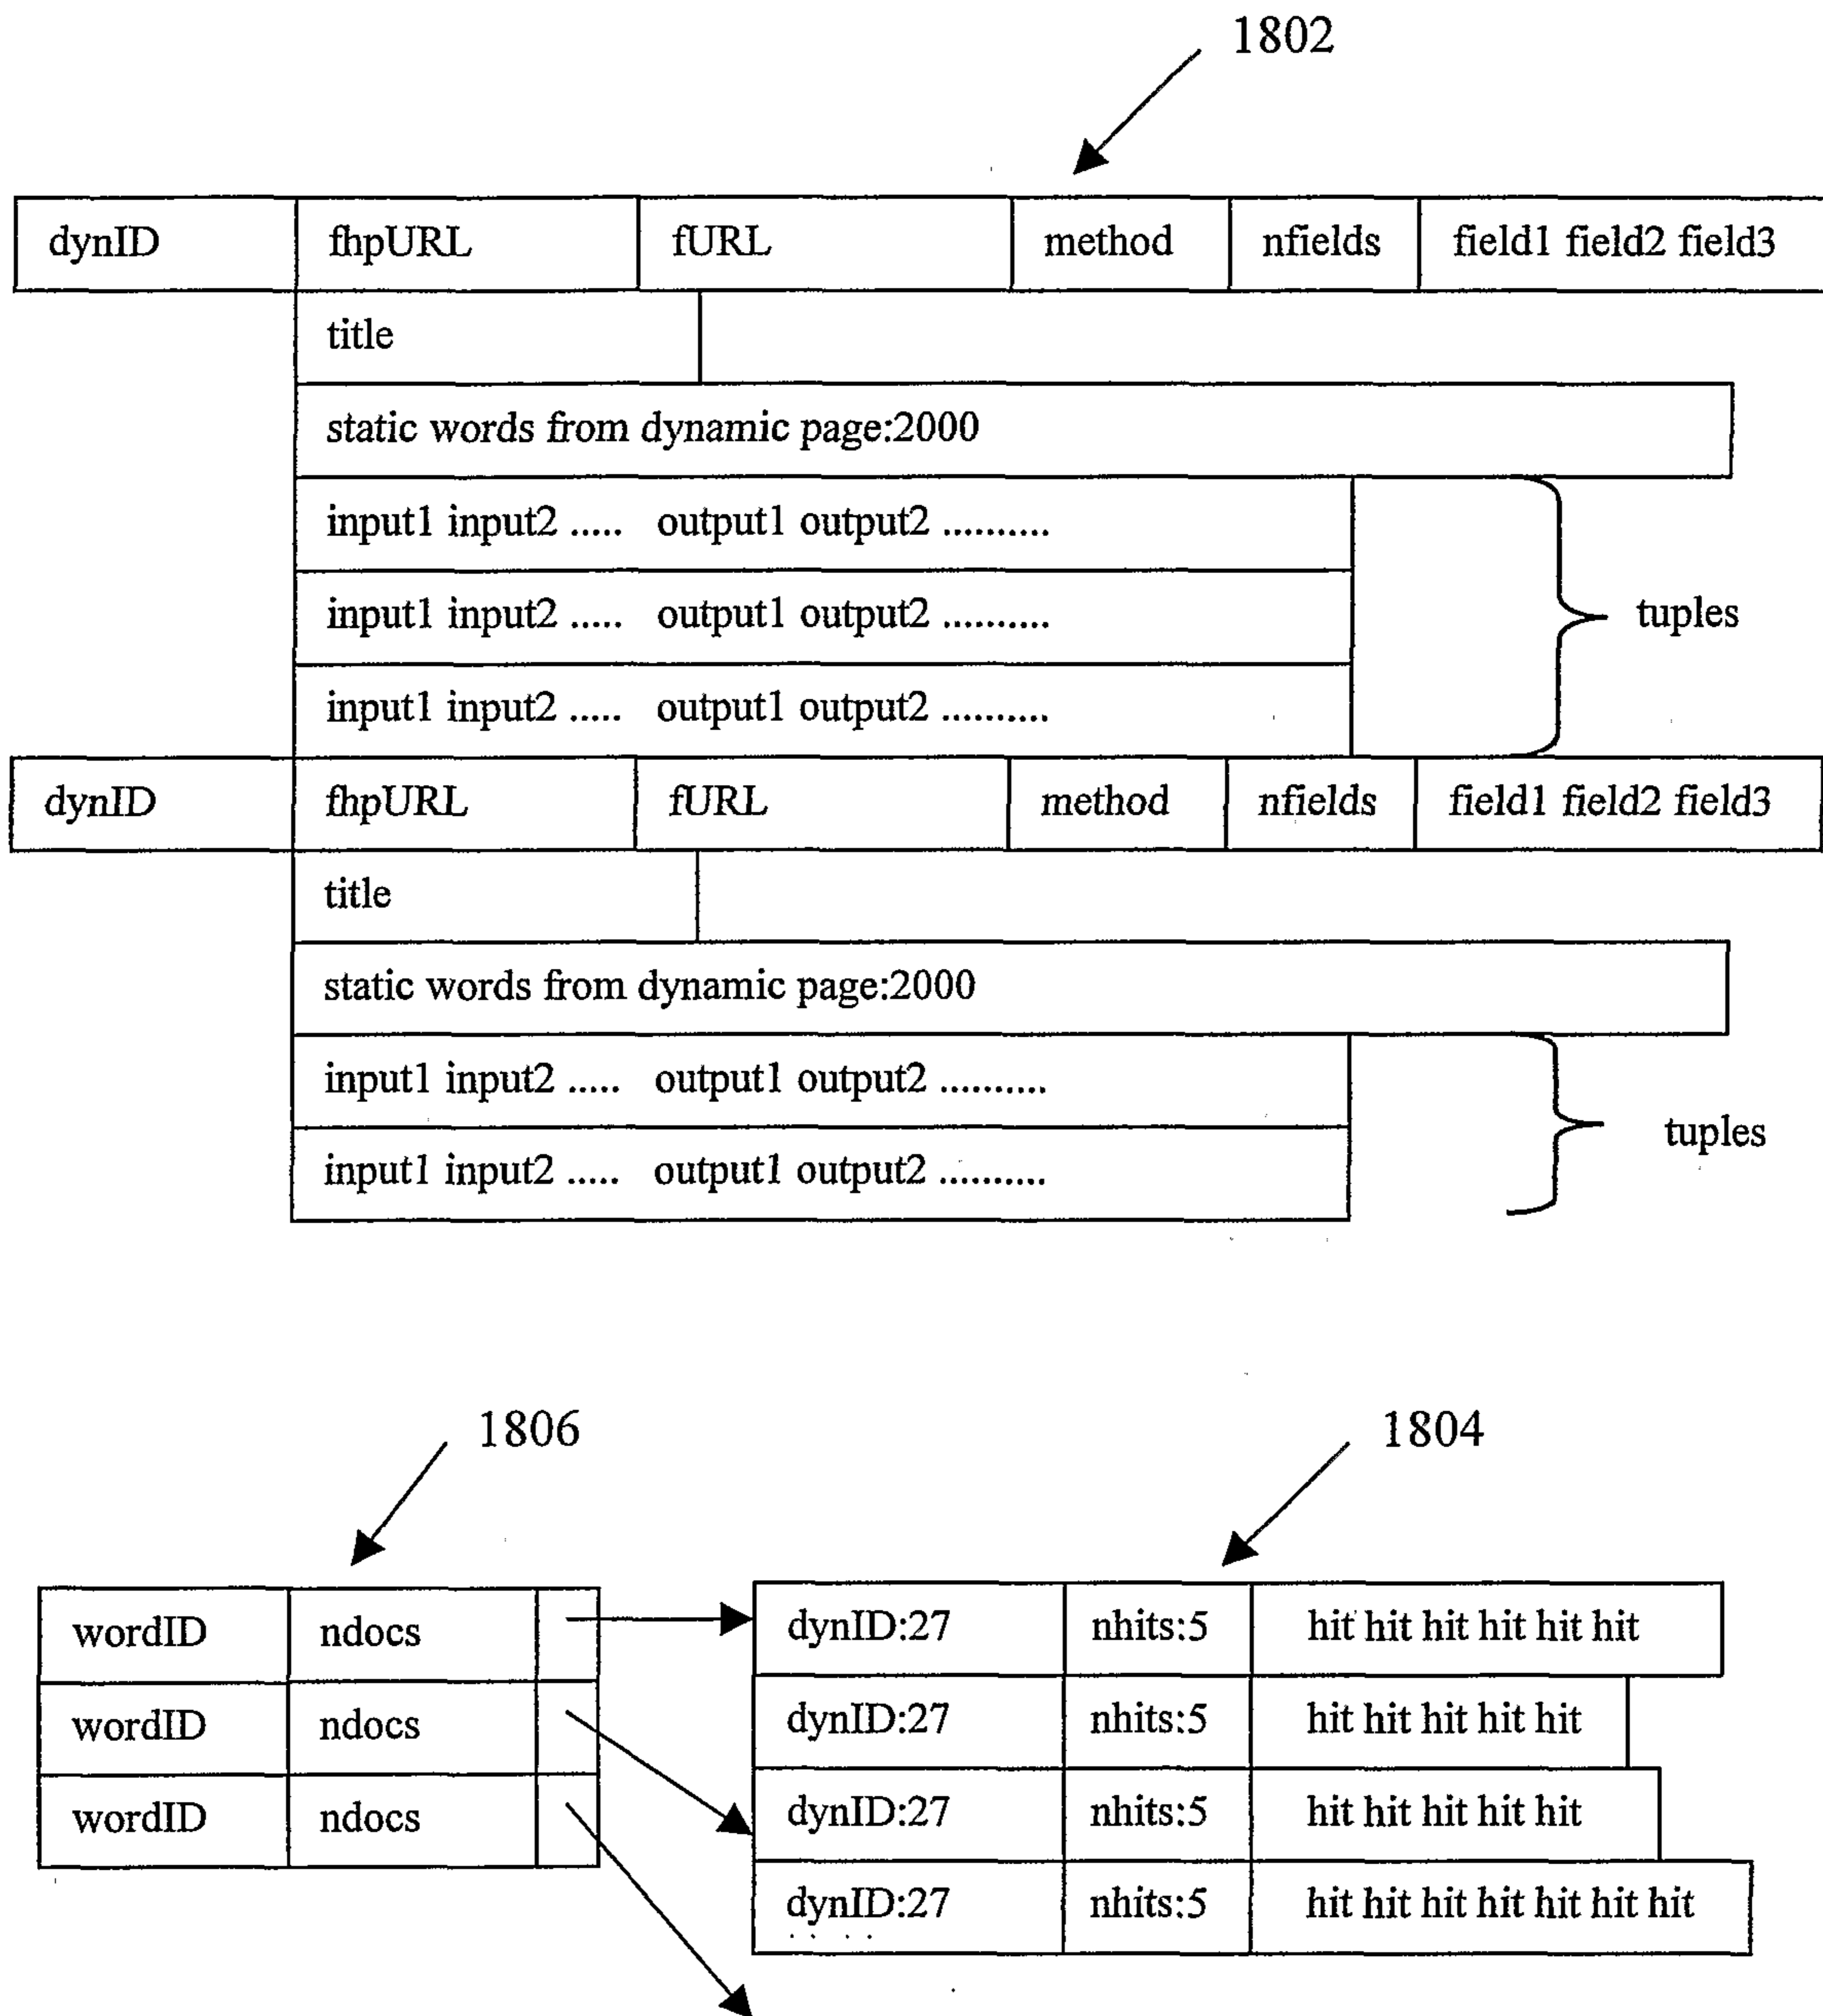 1802
dynID fhpURL fURL method nfields field1 field2 field3
title
static words from dynamic page:2000
input1 input2 ..... output1 output2 ..........
input1 input2 ..... output1 output2 ..........
tuples
input1 input2 ..... output1 output2 ..........
dynID fhpURL fURL method nfields field1 field2 field3
title
static words from dynamic page:2000
input1 input2 ..... output1 output2 ..........
tuples
input1 input2 ..... output1 output2 ..........
1806 1804
wordID ndocs dynID:27 nhits:5 hit hit hit hit hit hit
wordID ndocs dynID:27 nhits:5 hit hit hit hit hit
wordID ndocs dynID:27 nhits:5 hit hit hit hit hit
dynID:27 nhits:5 hit hit hit hit hit hit hit
. . . .